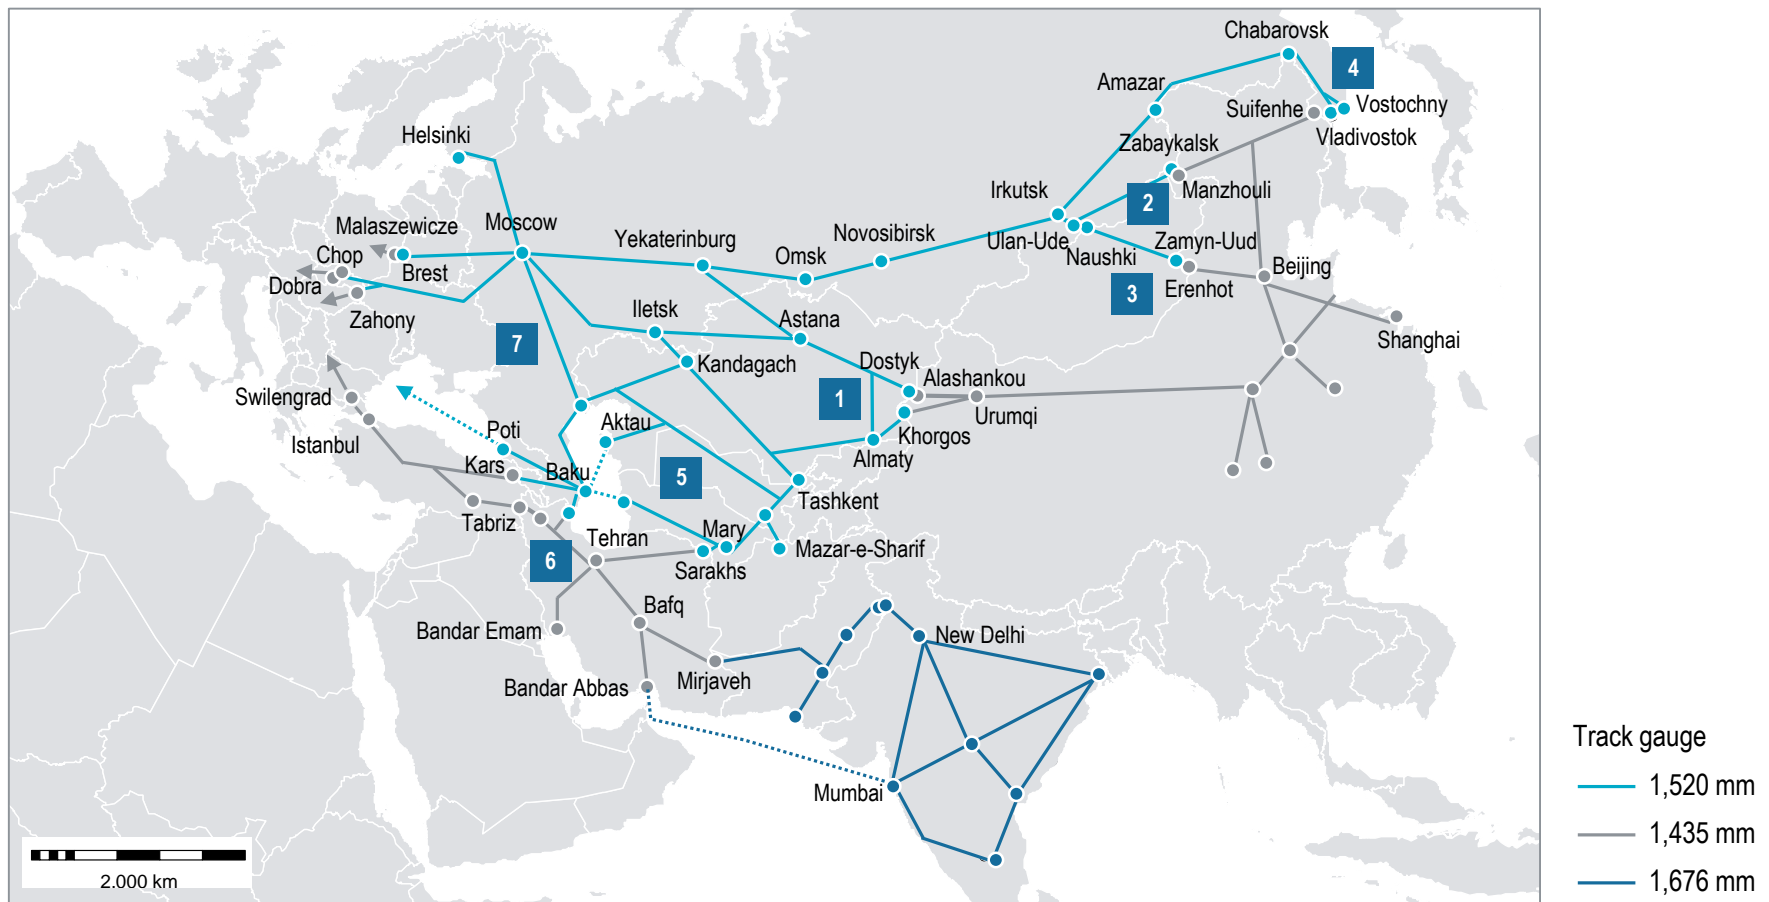 Chabarovsk
4
Amazar
Suifenhe
Vostochny
Vladivostok
Helsinki
Zabaykalsk
Manzhouli
Irkutsk
2
Malaszewicze
Moscow
Yekaterinburg
Novosibirsk
Omsk
Ulan-Ude
Naushki
Zamyn-Uud
Beijing
Chop
Brest
Dobra
Zahony
3
Erenhot
Iletsk
Astana
Shanghai
7
Kandagach
Dostyk
Alashankou
1
Urumqi
Swilengrad
Istanbul
Poti
Aktau
Khorgos
Almaty
Kars
Baku
5
Tashkent
Tabriz
Tehran
Mary
Mazar-e-Sharif
6
Sarakhs
Bafq
Bandar Emam
New Delhi
Bandar Abbas
Mirjaveh
Mumbai
2.000 km
Track gauge
1,520 mm
1,435 mm
1,676 mm